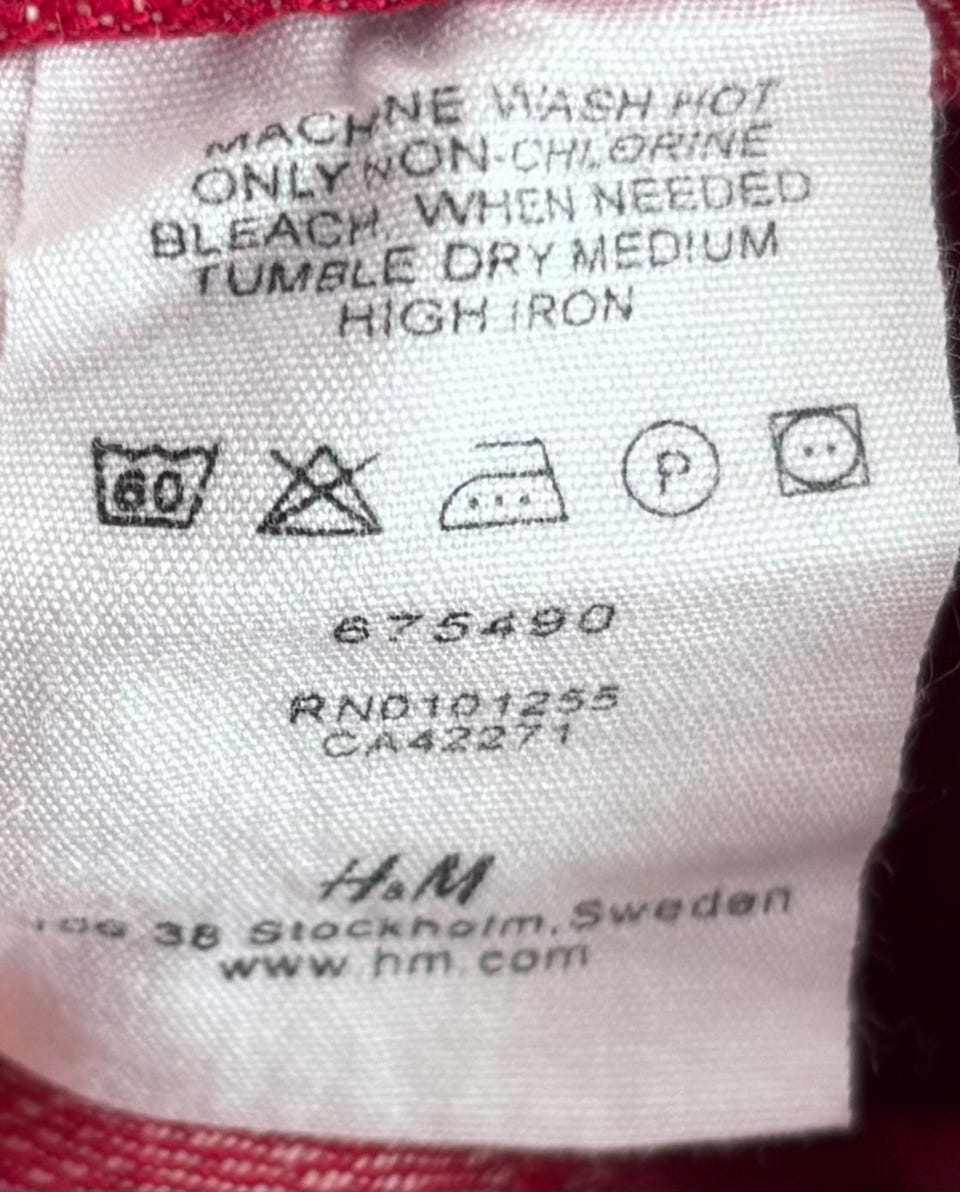 MACHINE WASH HOT
ONLY NON-CHLORINE
BLEACH, WHEN NEEDED
TUMBLE DRY MEDIUM
HIGH IRON
60
P
675490
RN0101255
CA42271
H&M
38 Stockholm, Sweden
www.hm.com